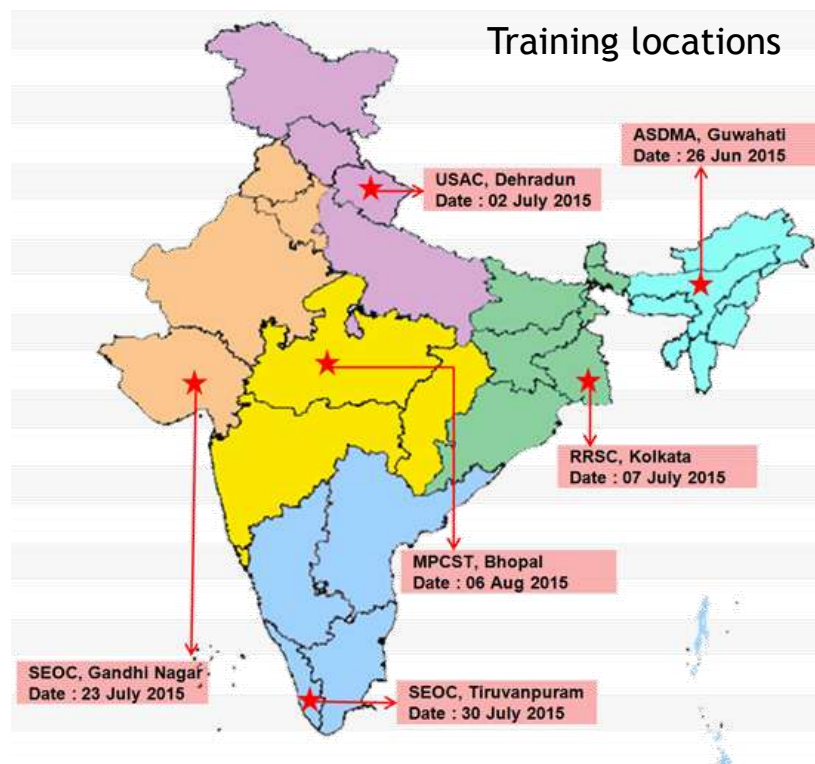 Training locations
ASDMA, Guwahati
Date : 26 Jun 2015
USAC, Dehradun
Date : 02 July 2015
RRSC, Kolkata
Date : 07 July 2015
MPCST, Bhopal
Date : 06 Aug 2015
SEOC, Gandhi Nagar
Date : 23 July 2015
SEOC, Tiruvanpuram
Date : 30 July 2015